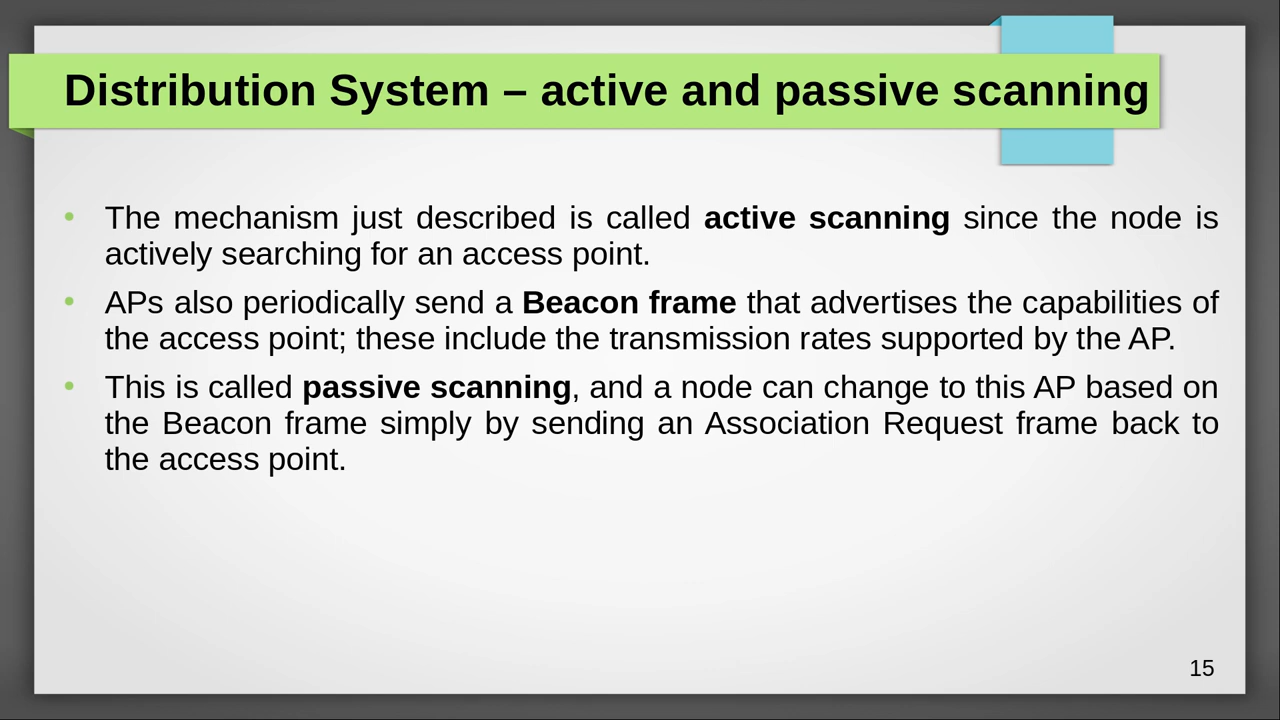 Distribution System – active and passive scanning
• The mechanism just described is called active scanning since the node is
actively searching for an access point.
• APs also periodically send a Beacon frame that advertises the capabilities of
the access point; these include the transmission rates supported by the AP.
• This is called passive scanning, and a node can change to this AP based on
the Beacon frame simply by sending an Association Request frame back to
the access point.
15